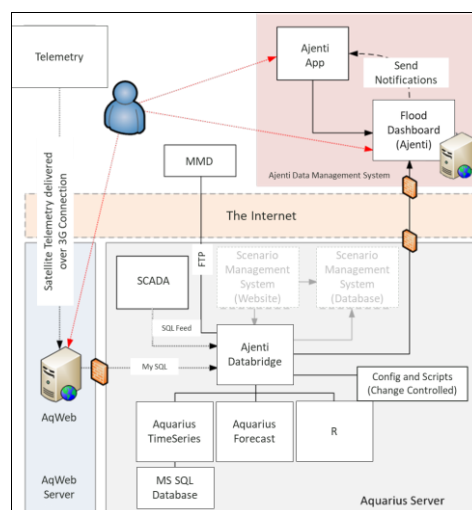 Telemetry
Ajenti
App
Send
Notifications
Flood
Dashboard
(Ajenti)
Ajenti Data Management System
MMD
Satellite Telemetry delivered
over 3G Connection
The Internet
FTP
SCADA
Scenario
Management
System
(Website)
Scenario
Management
System
(Database)
SQL Feed
Ajenti
Databridge
My SQL
Config and Scripts
(Change Controlled)
AqWeb
Aquarius
TimeSeries
Aquarius
Forecast
R
MS SQL
Database
AqWeb
Server
Aquarius Server